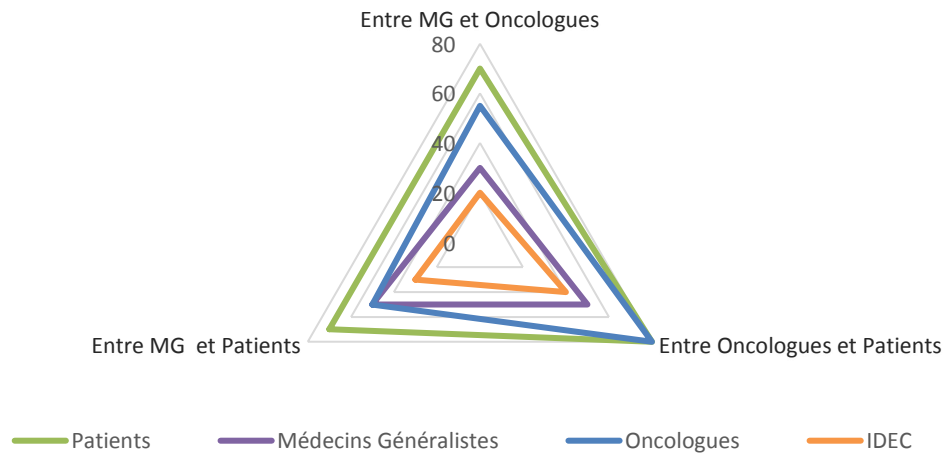 Entre MG et Oncologues
80
60
40
20
0
Entre MG et Patients
Entre Oncologues et Patients
Patients
Médecins Généralistes
Oncologues
IDEC